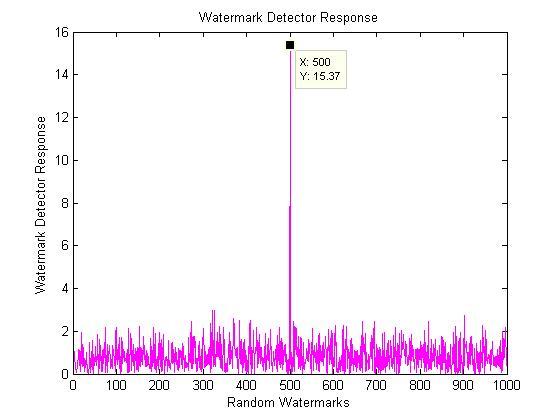 Watermark Detector Response
16
14
12
10
8
6
4
2
0
Watermark Detector Response
X: 500
Y: 15.37
0 100 200 300 400 500 600 700 800 900 1000
Random Watermarks